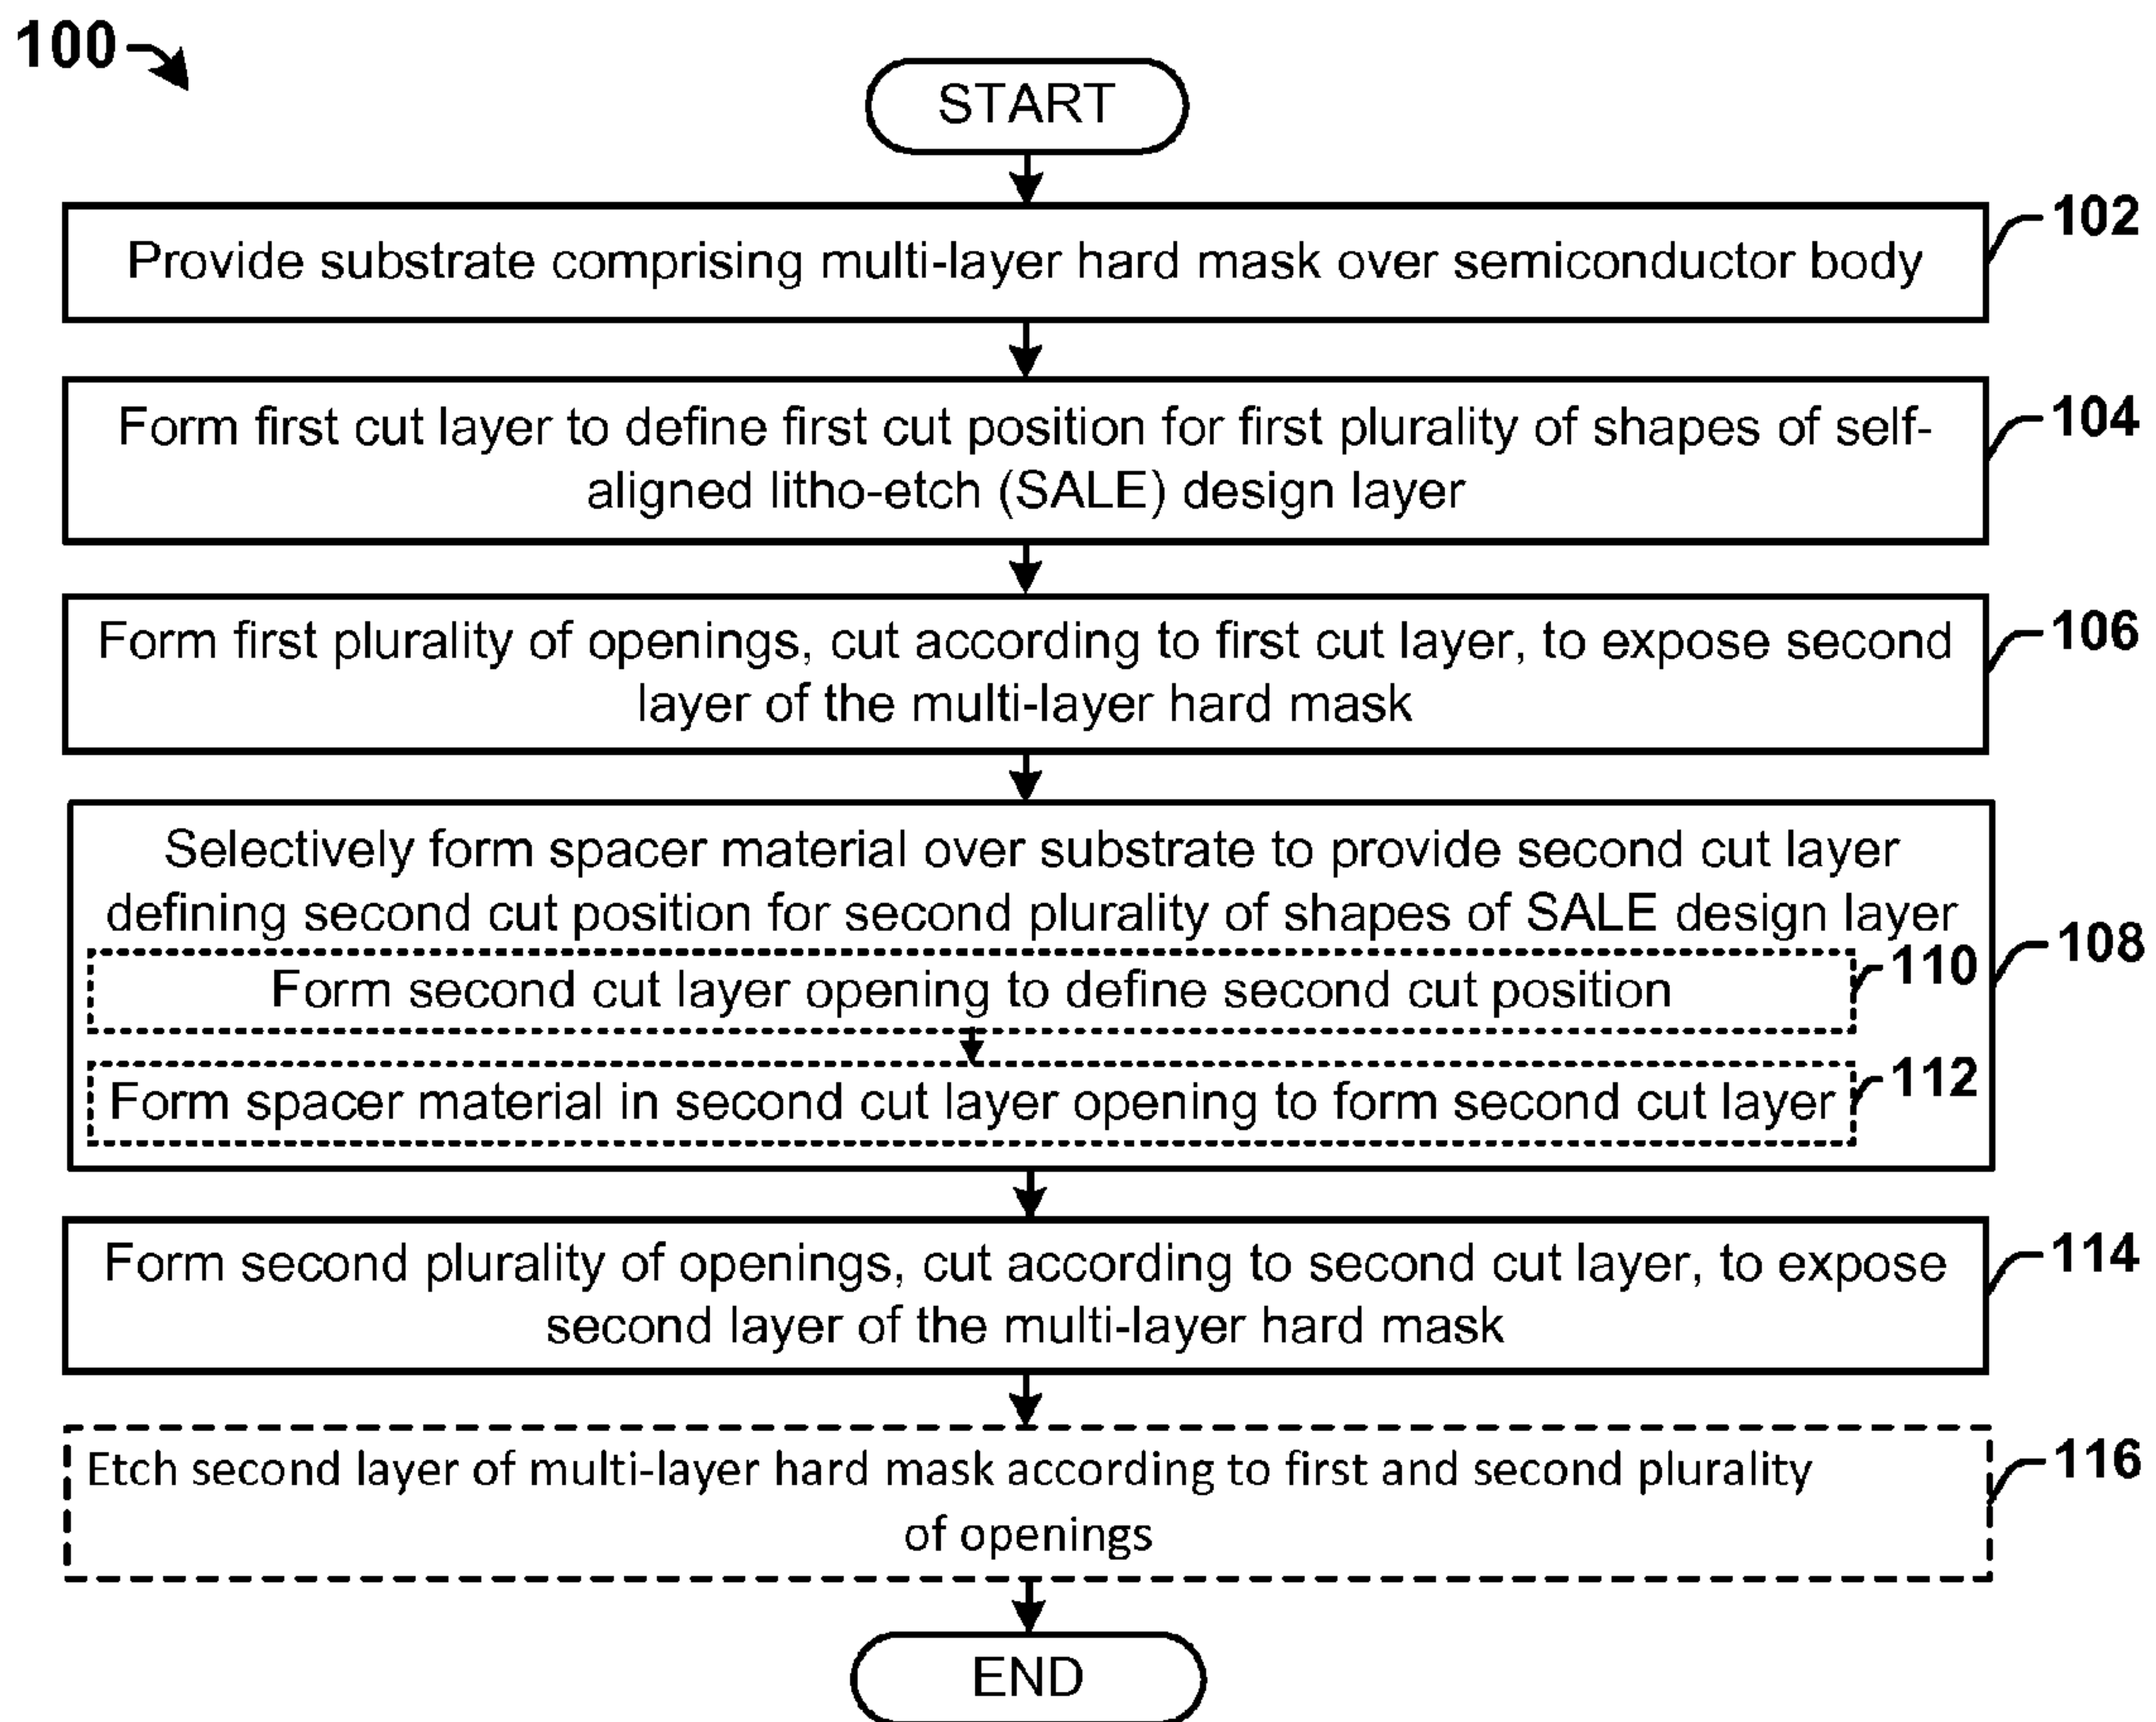 100
START
102
Provide substrate comprising multi-layer hard mask over semiconductor body
104
Form first cut layer to define first cut position for first plurality of shapes of self-
aligned litho-etch (SALE) design layer
106
Form first plurality of openings, cut according to first cut layer, to expose second
layer of the multi-layer hard mask
Selectively form spacer material over substrate to provide second cut layer
defining second cut position for second plurality of shapes of SALE design layer
108
110
Form second cut layer opening to define second cut position
112
Form spacer material in second cut layer opening to form second cut layer
114
Form second plurality of openings, cut according to second cut layer, to expose
second layer of the multi-layer hard mask
116
Etch second layer of multi-layer hard mask according to first and second plurality
of openings
END